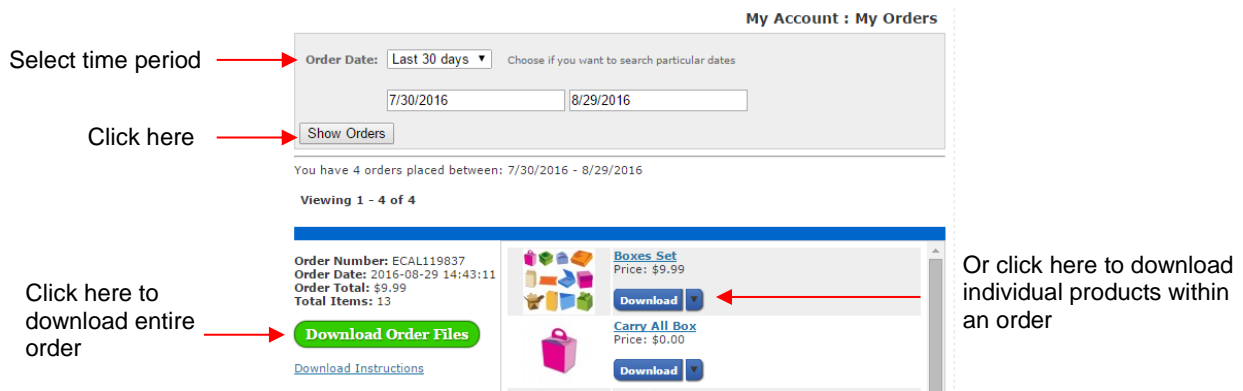 My Account : My Orders
Select time period
Order Date: Last 30 days ▼ Choose if you want to search particular dates
7/30/2016 8/29/2016
Click here
Show Orders
You have 4 orders placed between: 7/30/2016 - 8/29/2016
Viewing 1 - 4 of 4
Order Number: ECAL119837
Order Date: 2016-08-29 14:43:11
Order Total: $9.99
Total Items: 13
Click here to
download entire
order
Download Order Files
Download Instructions
Boxes Set
Price: $9.99
Download
Carry All Box
Price: $0.00
Download
Or click here to download
individual products within
an order